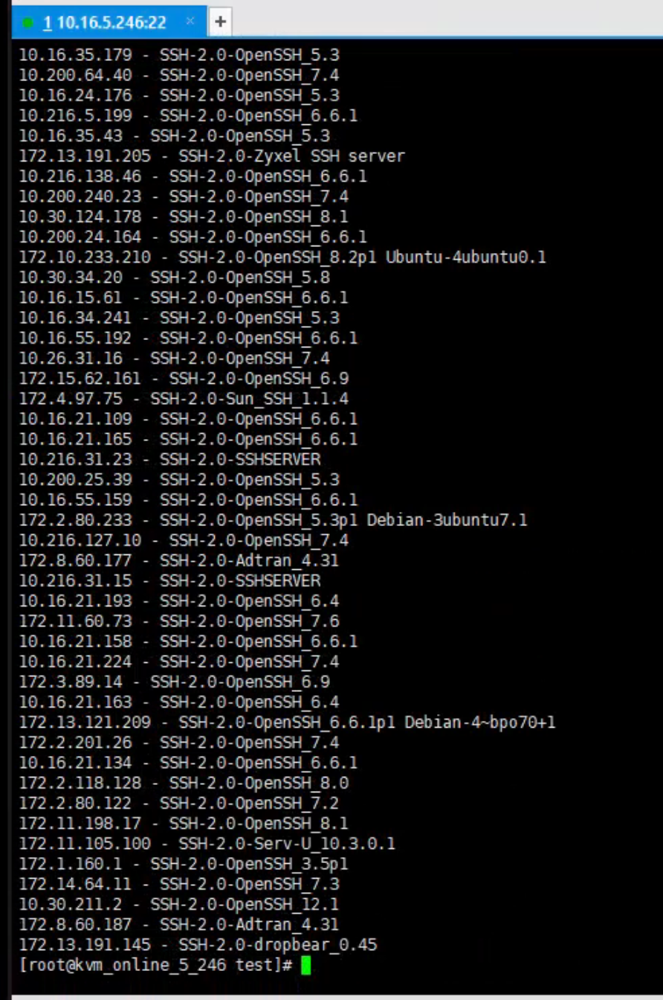 1 10.16.5.246:22 × +
10.16.35.179 - SSH-2.0-OpenSSH_5.3
10.200.64.40 - SSH-2.0-OpenSSH_7.4
10.16.24.176 - SSH-2.0-OpenSSH_5.3
10.216.5.199 - SSH-2.0-OpenSSH_6.6.1
10.16.35.43 - SSH-2.0-OpenSSH_5.3
172.13.191.205 - SSH-2.0-Zyxel SSH server
10.216.138.46 - SSH-2.0-OpenSSH_6.6.1
10.200.240.23 - SSH-2.0-OpenSSH_7.4
10.30.124.178 - SSH-2.0-OpenSSH_8.1
10.200.24.164 - SSH-2.0-OpenSSH_6.6.1
172.10.233.210 - SSH-2.0-OpenSSH_8.2p1 Ubuntu-4ubuntu0.1
10.30.34.20 - SSH-2.0-OpenSSH_5.8
10.16.15.61 - SSH-2.0-OpenSSH_6.6.1
10.16.34.241 - SSH-2.0-OpenSSH_5.3
10.16.55.192 - SSH-2.0-OpenSSH_6.6.1
10.26.31.16 - SSH-2.0-OpenSSH_7.4
172.15.62.161 - SSH-2.0-OpenSSH_6.9
172.4.97.75 - SSH-2.0-Sun_SSH_1.1.4
10.16.21.109 - SSH-2.0-OpenSSH_6.6.1
10.16.21.165 - SSH-2.0-OpenSSH_6.6.1
10.216.31.23 - SSH-2.0-SSHSERVER
10.200.25.39 - SSH-2.0-OpenSSH_5.3
10.16.55.159 - SSH-2.0-OpenSSH_6.6.1
172.2.80.233 - SSH-2.0-OpenSSH_5.3p1 Debian-3ubuntu7.1
10.216.127.10 - SSH-2.0-OpenSSH_7.4
172.8.60.177 - SSH-2.0-Adtran_4.31
10.216.31.15 - SSH-2.0-SSHSERVER
10.16.21.193 - SSH-2.0-OpenSSH_6.4
172.11.60.73 - SSH-2.0-OpenSSH_7.6
10.16.21.158 - SSH-2.0-OpenSSH_6.6.1
10.16.21.224 - SSH-2.0-OpenSSH_7.4
172.3.89.14 - SSH-2.0-OpenSSH_6.9
10.16.21.163 - SSH-2.0-OpenSSH_6.4
172.13.121.209 - SSH-2.0-OpenSSH_6.6.1p1 Debian-4~bpo70+1
172.2.201.26 - SSH-2.0-OpenSSH_7.4
10.16.21.134 - SSH-2.0-OpenSSH_6.6.1
172.2.118.128 - SSH-2.0-OpenSSH_8.0
172.2.80.122 - SSH-2.0-OpenSSH_7.2
172.11.198.17 - SSH-2.0-OpenSSH_8.1
172.11.105.100 - SSH-2.0-Serv-U_10.3.0.1
172.1.160.1 - SSH-2.0-OpenSSH_3.5p1
172.14.64.11 - SSH-2.0-OpenSSH_7.3
10.30.211.2 - SSH-2.0-OpenSSH_12.1
172.8.60.187 - SSH-2.0-Adtran_4.31
172.13.191.145 - SSH-2.0-dropbear_0.45
[root@kvm_online_5_246 test]#